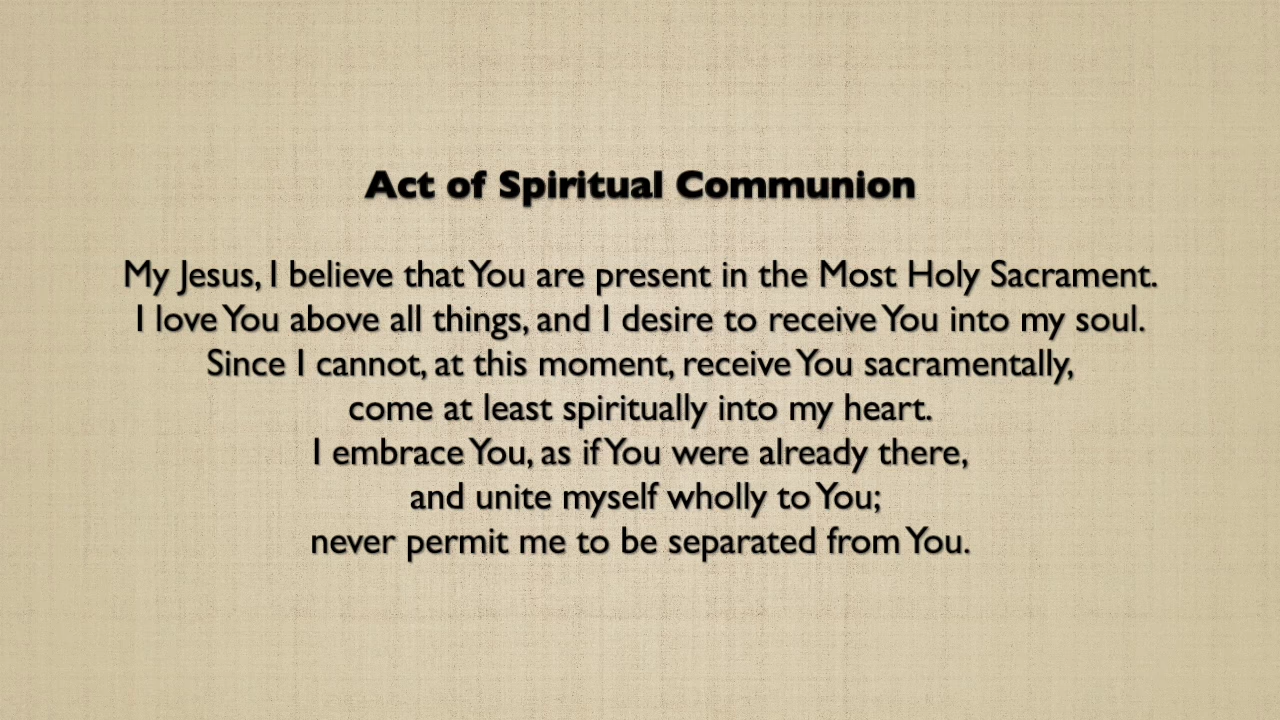 Act of Spiritual Communion
My Jesus, I believe that You are present in the Most Holy Sacrament.
I love You above all things, and I desire to receive You into my soul.
Since I cannot, at this moment, receive You sacramentally,
come at least spiritually into my heart.
I embrace You, as if You were already there,
and unite myself wholly to You;
never permit me to be separated from You.